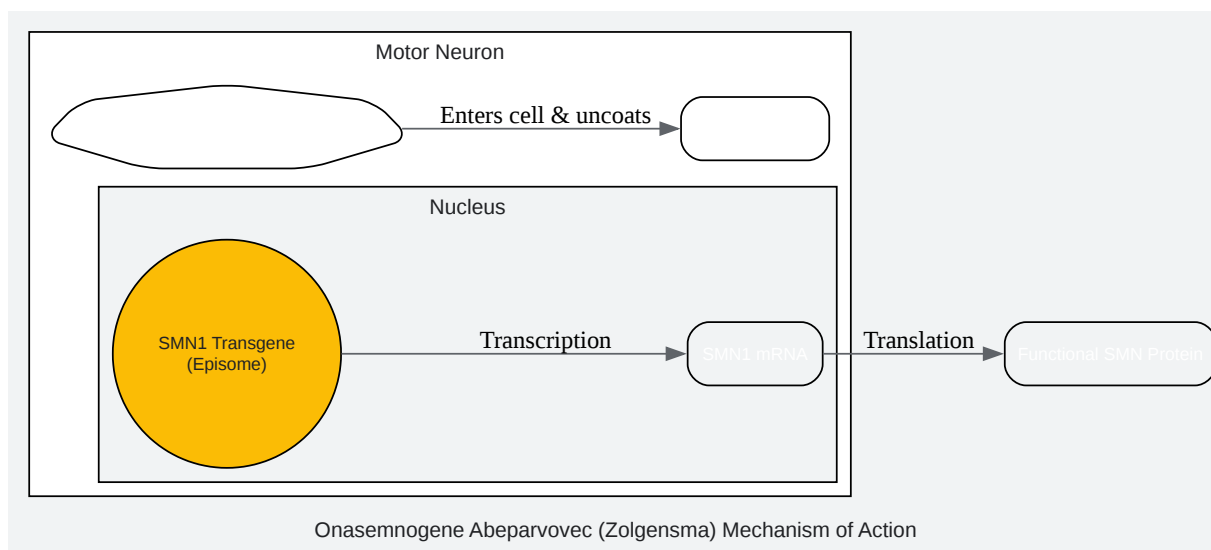 Motor Neuron
Enters cell & uncoats
Nucleus
SMN1 Transgene
(Episome)
Transcription
SMN1 mRNA
Translation
Functional SMN Protein
Onasemnogene Abeparvovec (Zolgensma) Mechanism of Action